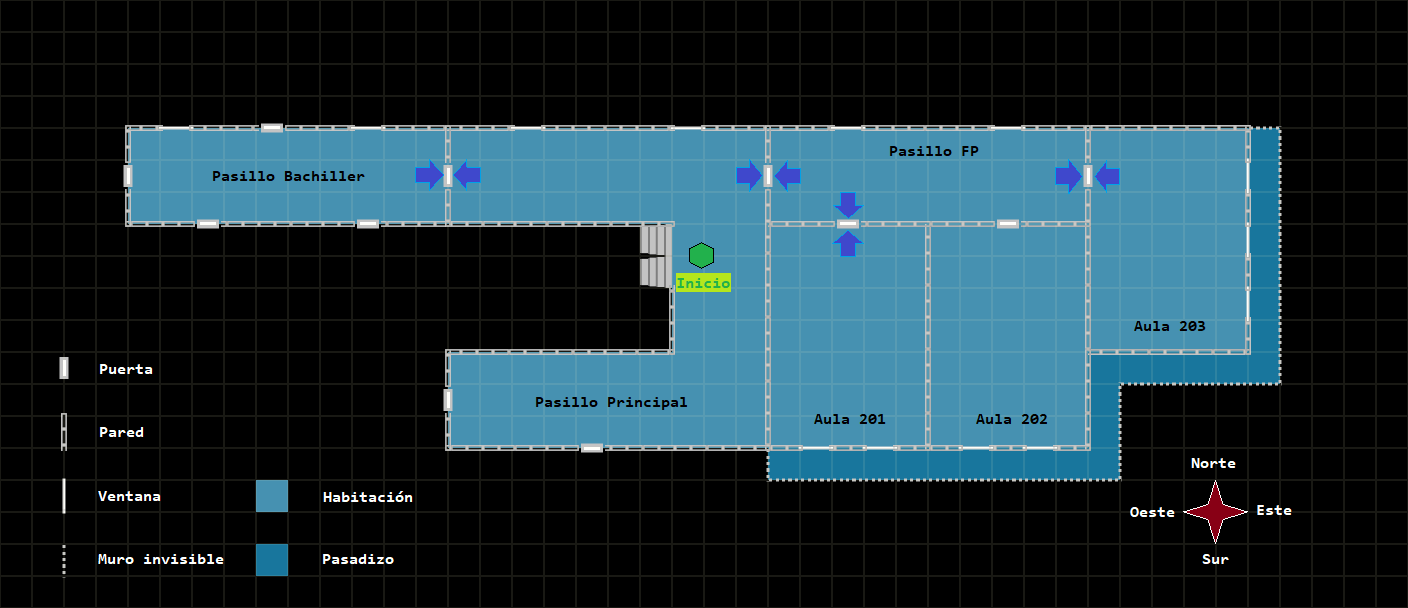 Pasillo FP
Pasillo Bachiller
Inicio
Aula 203
Pasillo Principal
Aula 201
Aula 202
Puerta
Pared
Ventana
Habitación
Muro invisible
Pasadizo
Norte
Oeste
Este
Sur